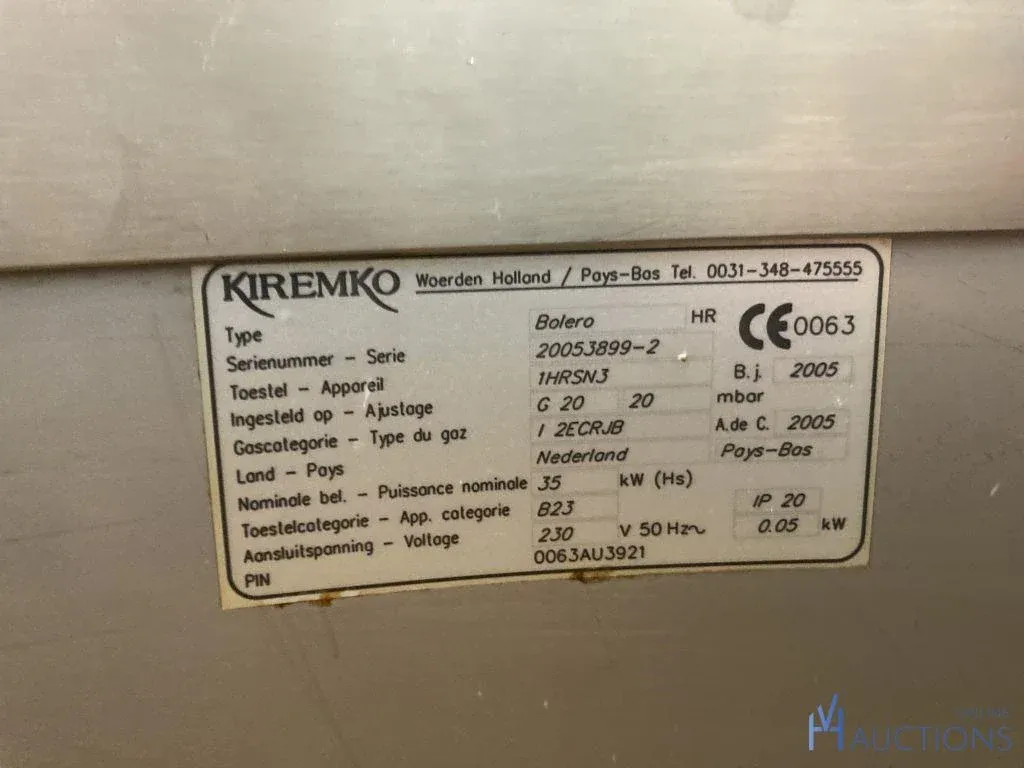 KIREMKO Woerden Holland / Pays-Bas Tel. 0031-348-475555
Type Bolero HR CE 0063
Serienummer - Serie 20053899-2
Toestel - Appareil 1HRSN3 B.j. 2005
Ingesteld op - Ajustage G 20 20 mbar
Gascategorie - Type du gaz I 2ECRJB A.de C. 2005
Land - Pays Nederland Pays-Bas
Nominale bel. - Puissance nominale 35 kW (Hs)
Toestelcategorie - App. categorie B23 IP 20
Aansluitspanning - Voltage 230 V 50 Hz~ 0.05 kW
PIN 0063AU3921
AUCTIONS